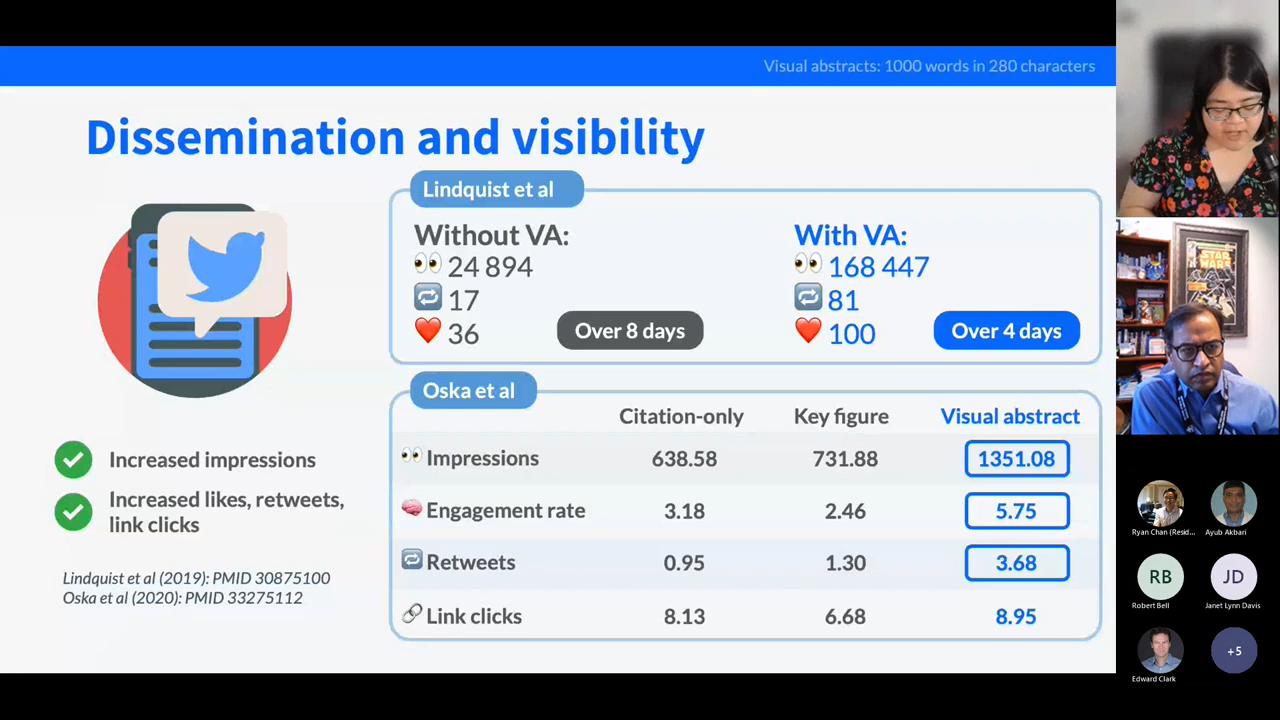 Visual abstracts: 1000 words in 280 characters
Dissemination and visibility
Lindquist et al
Without VA:
24 894
17
36
Over 8 days
With VA:
168 447
81
100
Over 4 days
Oska et al
Citation-only Key figure Visual abstract
Impressions 638.58 731.88 1351.08
Engagement rate 3.18 2.46 5.75
Retweets 0.95 1.30 3.68
Link clicks 8.13 6.68 8.95
Increased impressions
Increased likes, retweets,
link clicks
Lindquist et al (2019): PMID 30875100
Oska et al (2020): PMID 33275112
STAR
WARS
Ryan Chan (Resid... Ayub Akbari
RB JD
Robert Bell Janet Lynn Davis
+5
Edward Clark